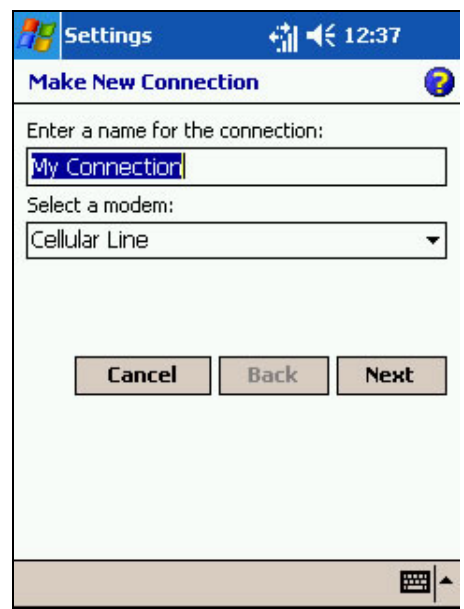 Settings 12:37
Make New Connection
?
Enter a name for the connection:
My Connection
Select a modem:
Cellular Line
Cancel Back Next